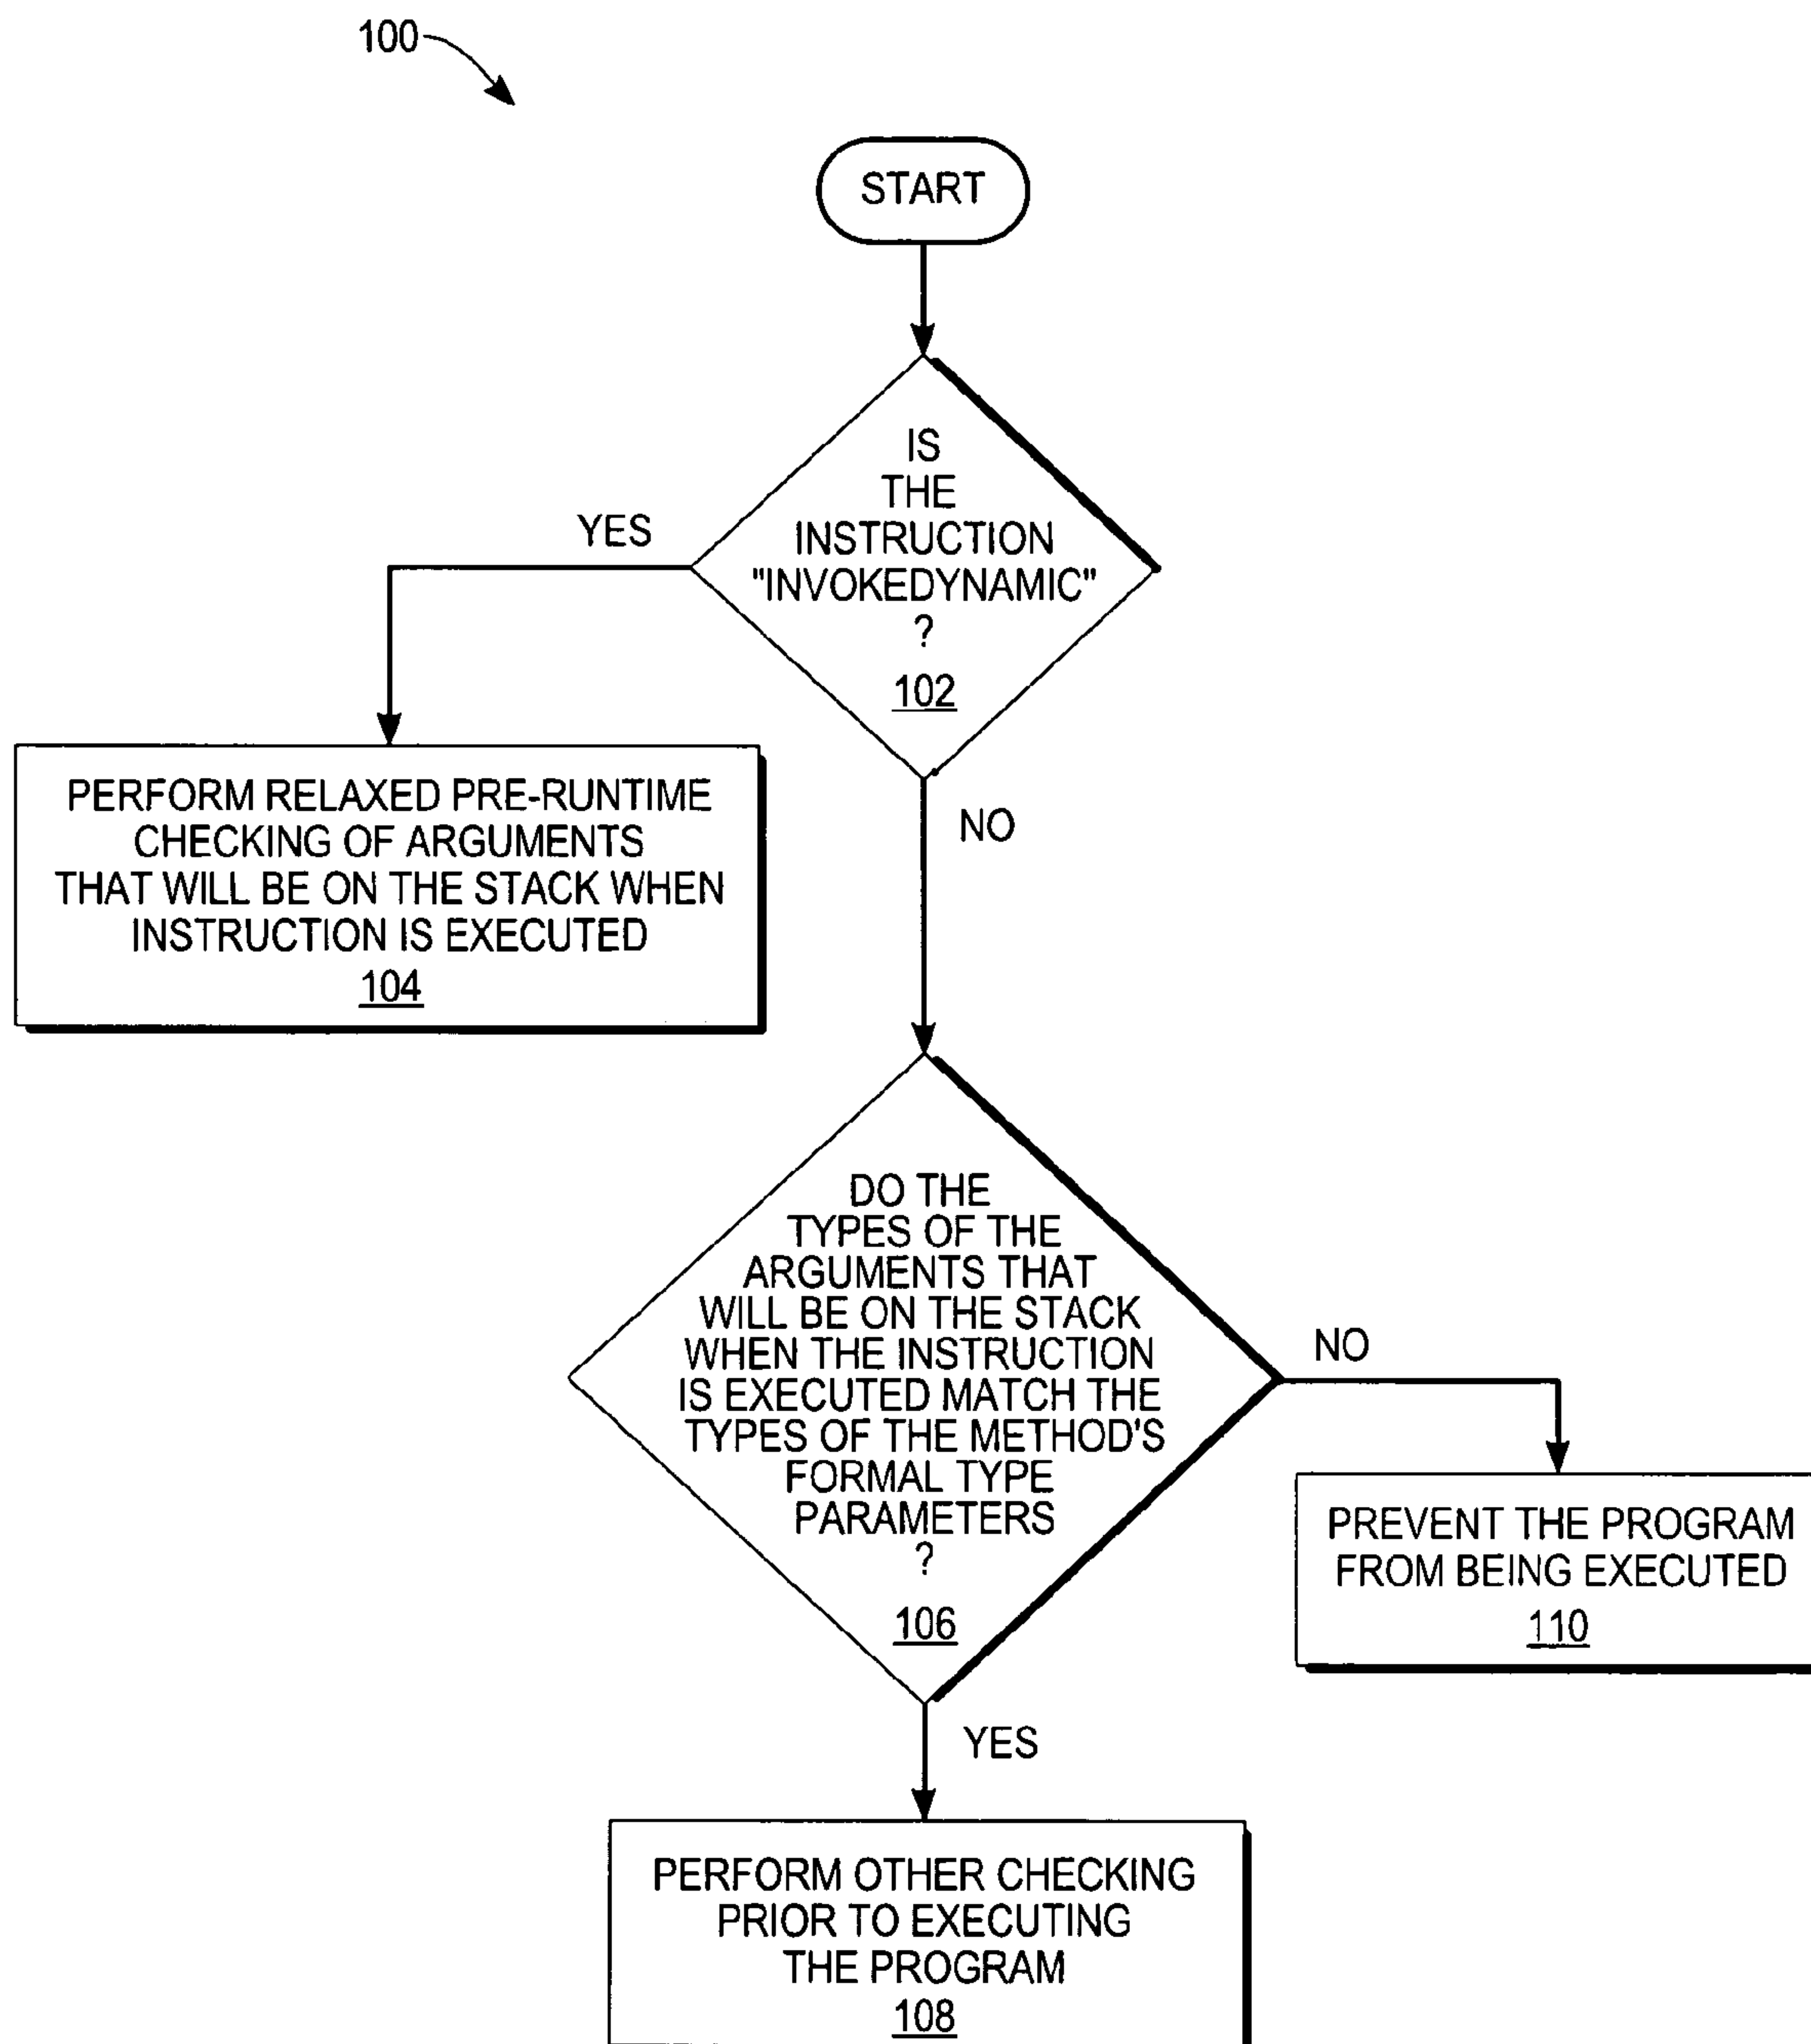 100
START
IS
THE
INSTRUCTION
"INVOKEDYNAMIC"
?
102
YES
NO
PERFORM RELAXED PRE-RUNTIME
CHECKING OF ARGUMENTS
THAT WILL BE ON THE STACK WHEN
INSTRUCTION IS EXECUTED
104
DO THE
TYPES OF THE
ARGUMENTS THAT
WILL BE ON THE STACK
WHEN THE INSTRUCTION
IS EXECUTED MATCH THE
TYPES OF THE METHOD'S
FORMAL TYPE
PARAMETERS
?
106
NO
PREVENT THE PROGRAM
FROM BEING EXECUTED
110
YES
PERFORM OTHER CHECKING
PRIOR TO EXECUTING
THE PROGRAM
108